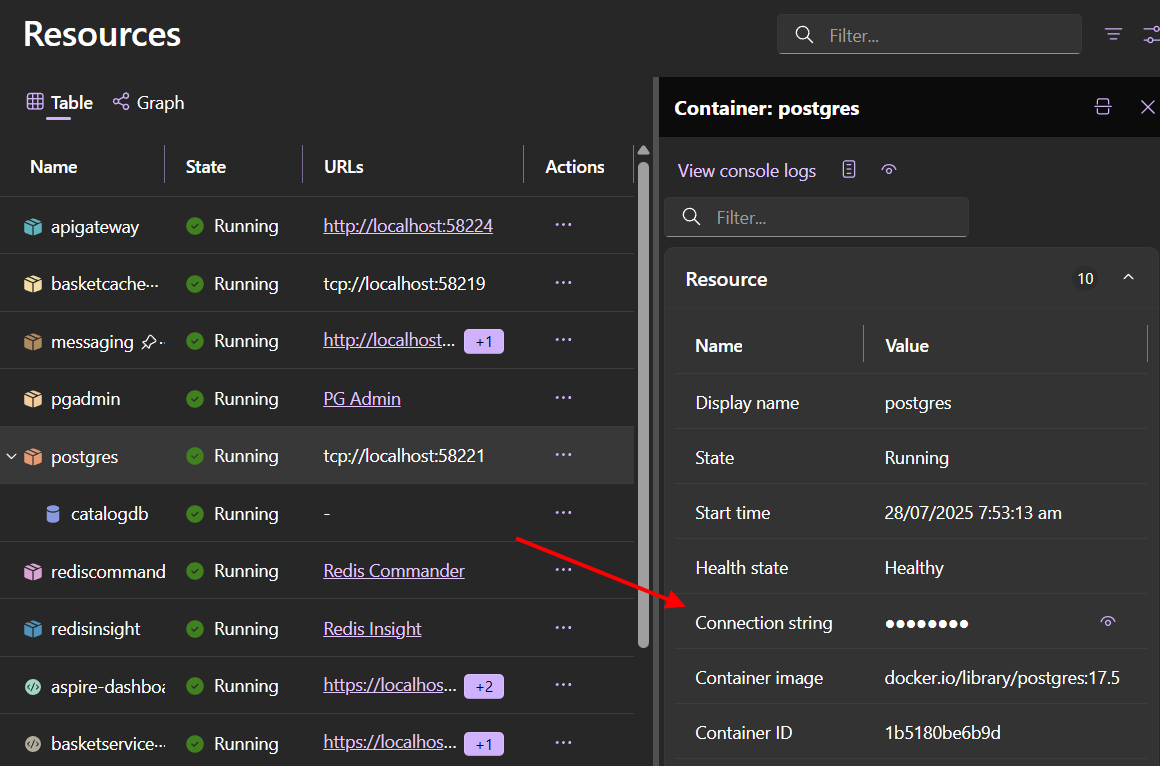 Resources
Filter...
Table Graph
Name State URLs Actions
apigateway Running http://localhost:58224 ...
basketcache... Running tcp://localhost:58219 ...
messaging Running http://localhost... +1 ...
pgadmin Running PG Admin ...
postgres Running tcp://localhost:58221 ...
catalogdb Running - ...
rediscommand Running Redis Commander ...
redisinsight Running Redis Insight ...
aspire-dashboa Running https://localhos... +2 ...
basketservice... Running https://localhos... +1 ...
Container: postgres
View console logs
Filter...
Resource 10
Name Value
Display name postgres
State Running
Start time 28/07/2025 7:53:13 am
Health state Healthy
Connection string ●●●●●●●●
Container image docker.io/library/postgres:17.5
Container ID 1b5180be6b9d